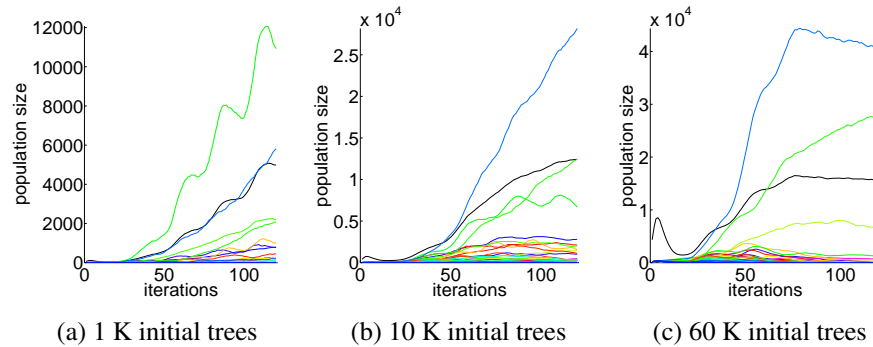 12000
10000
8000
6000
4000
2000
0
0 50 100
population size
iterations
(a) 1 K initial trees
x 10^4
2.5
2
1.5
1
0.5
0
0 50 100
population size
iterations
(b) 10 K initial trees
x 10^4
4
3
2
1
0
0 50 100
population size
iterations
(c) 60 K initial trees